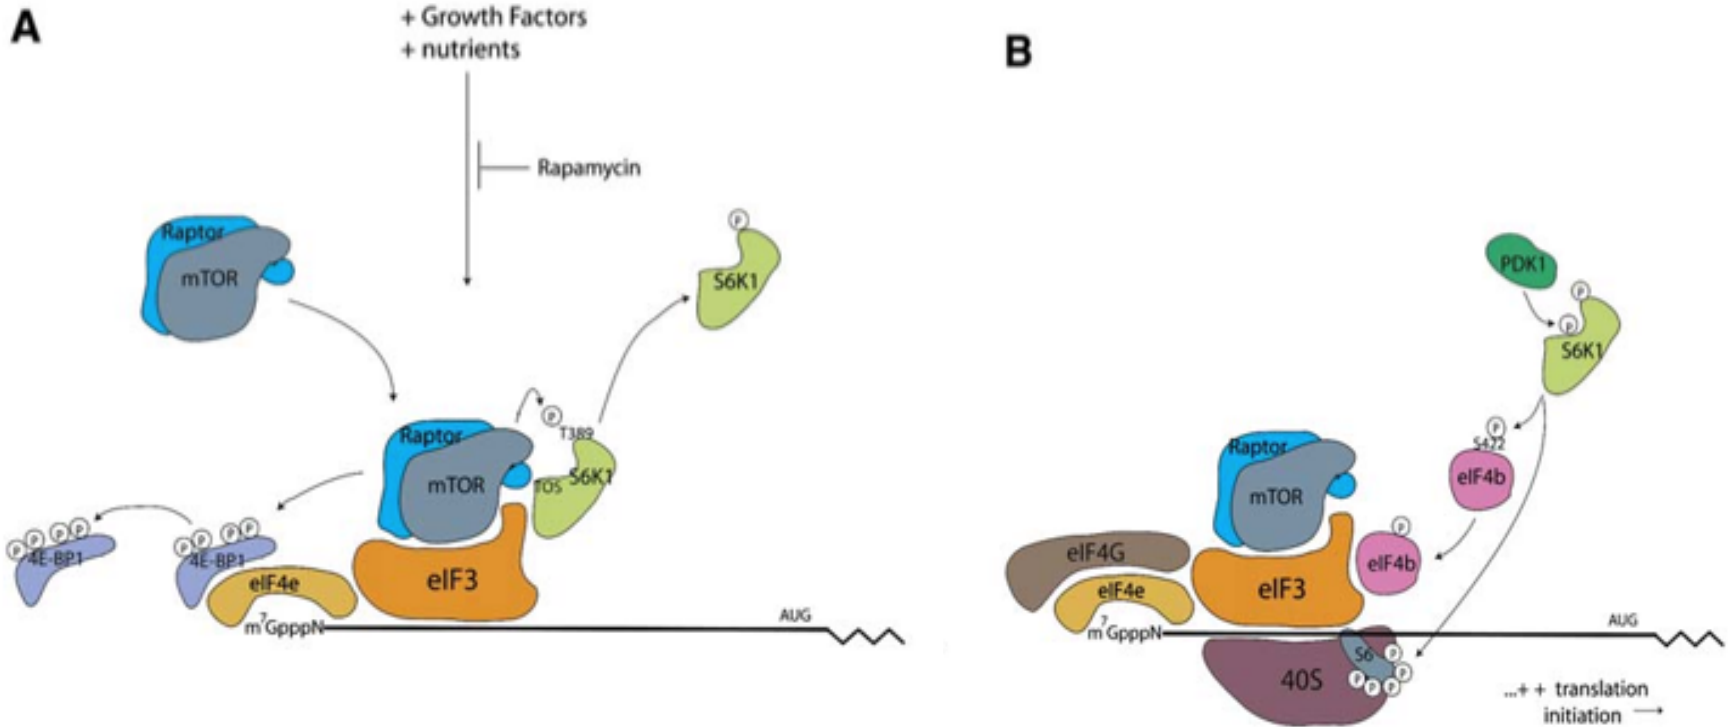 A
+ Growth Factors
+ nutrients
Rapamycin
Raptor
mTOR
P
S6K1
Raptor
mTOR
P
T389
TOS
S6K1
P P P P
4E-BP1
P P P P
4E-BP1
eIF4e
eIF3
m7GpppN
AUG
B
PDK1
P
P
S6K1
P
S422
eIF4b
Raptor
mTOR
P
eIF4b
eIF4G
eIF4e
eIF3
m7GpppN
AUG
40S
S6
P
P
P P P
...+ + translation
initiation